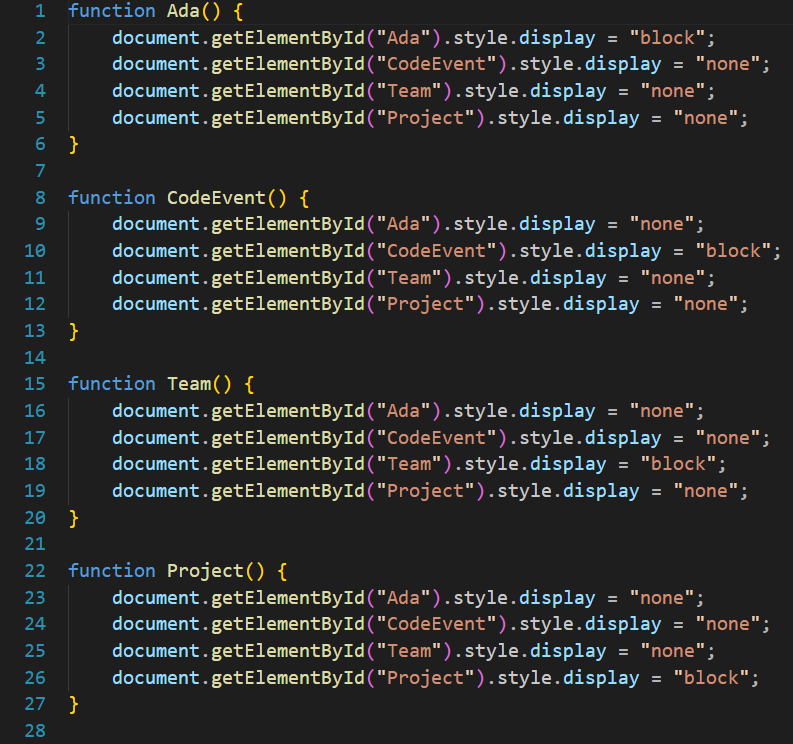 1 function Ada() {
2     document.getElementById("Ada").style.display = "block";
3     document.getElementById("CodeEvent").style.display = "none";
4     document.getElementById("Team").style.display = "none";
5     document.getElementById("Project").style.display = "none";
6 }
7
8 function CodeEvent() {
9     document.getElementById("Ada").style.display = "none";
10     document.getElementById("CodeEvent").style.display = "block";
11     document.getElementById("Team").style.display = "none";
12     document.getElementById("Project").style.display = "none";
13 }
14
15 function Team() {
16     document.getElementById("Ada").style.display = "none";
17     document.getElementById("CodeEvent").style.display = "none";
18     document.getElementById("Team").style.display = "block";
19     document.getElementById("Project").style.display = "none";
20 }
21
22 function Project() {
23     document.getElementById("Ada").style.display = "none";
24     document.getElementById("CodeEvent").style.display = "none";
25     document.getElementById("Team").style.display = "none";
26     document.getElementById("Project").style.display = "block";
27 }
28